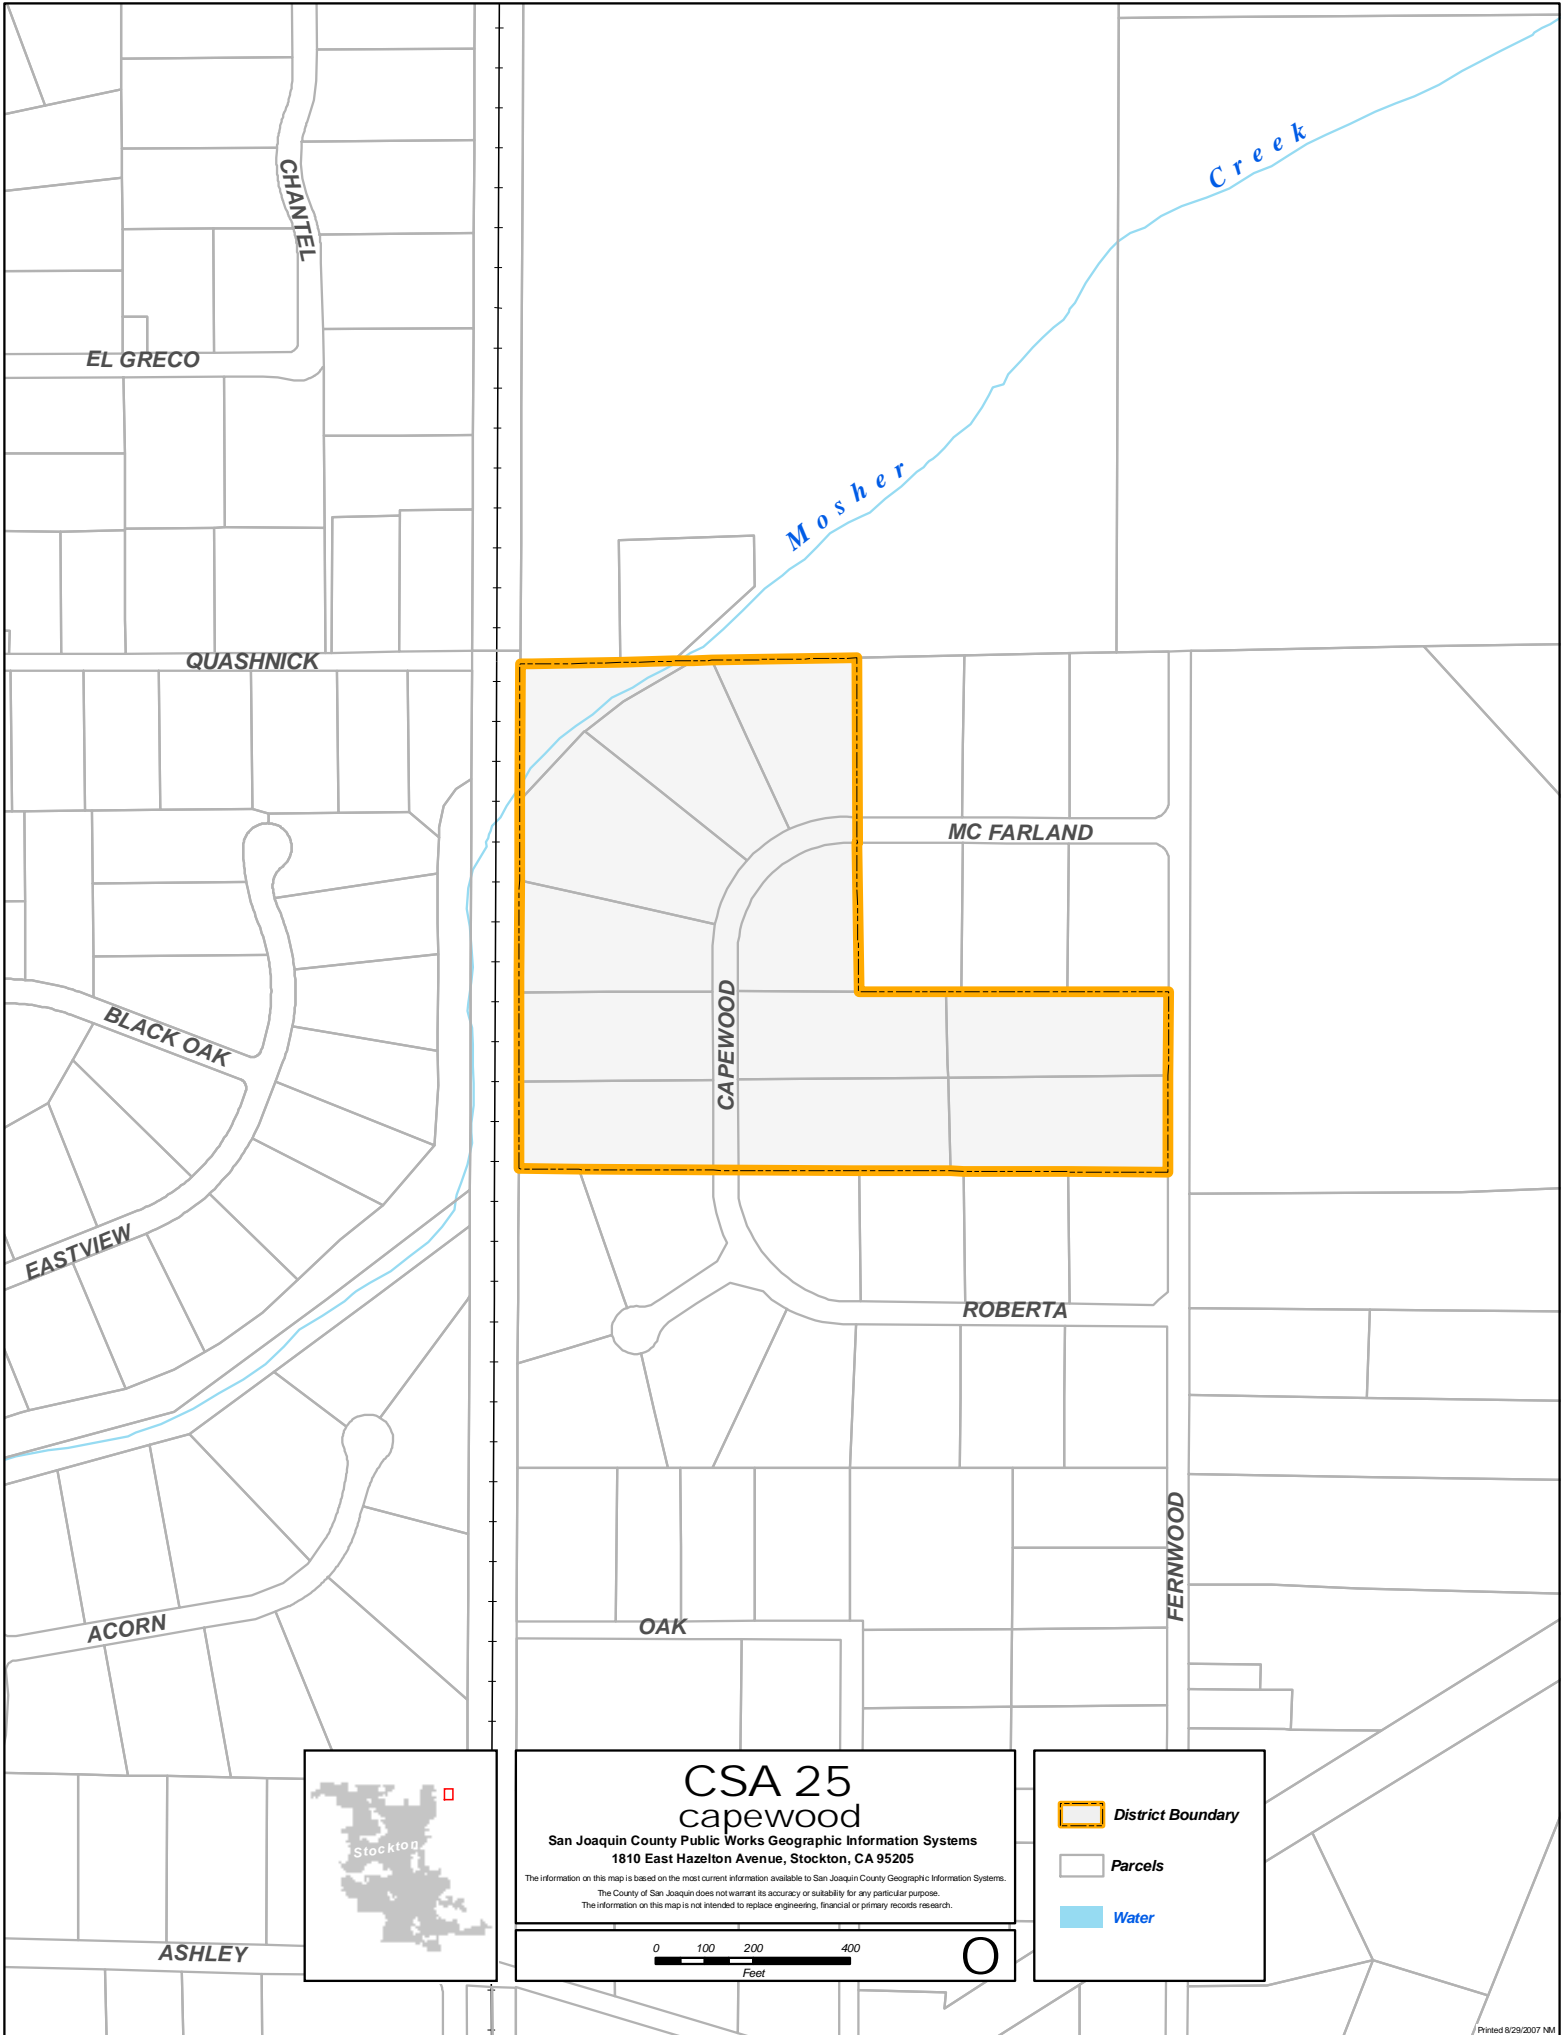 Creek
CHANTEL
EL GRECO
Mosher
QUASHNICK
MC FARLAND
CAPEWOOD
BLACK OAK
EASTVIEW
ROBERTA
FERNWOOD
ACORN
OAK
ASHLEY
Stockton
CSA 25
capewood
San Joaquin County Public Works Geographic Information Systems
1810 East Hazelton Avenue, Stockton, CA 95205
The information on this map is based on the most current information available to San Joaquin County Geographic Information Systems.
The County of San Joaquin does not warrant its accuracy or suitability for any particular purpose.
The information on this map is not intended to replace engineering, financial or primary records research.
0 100 200 400
Feet
O
District Boundary
Parcels
Water
Printed 8/29/2007 NM